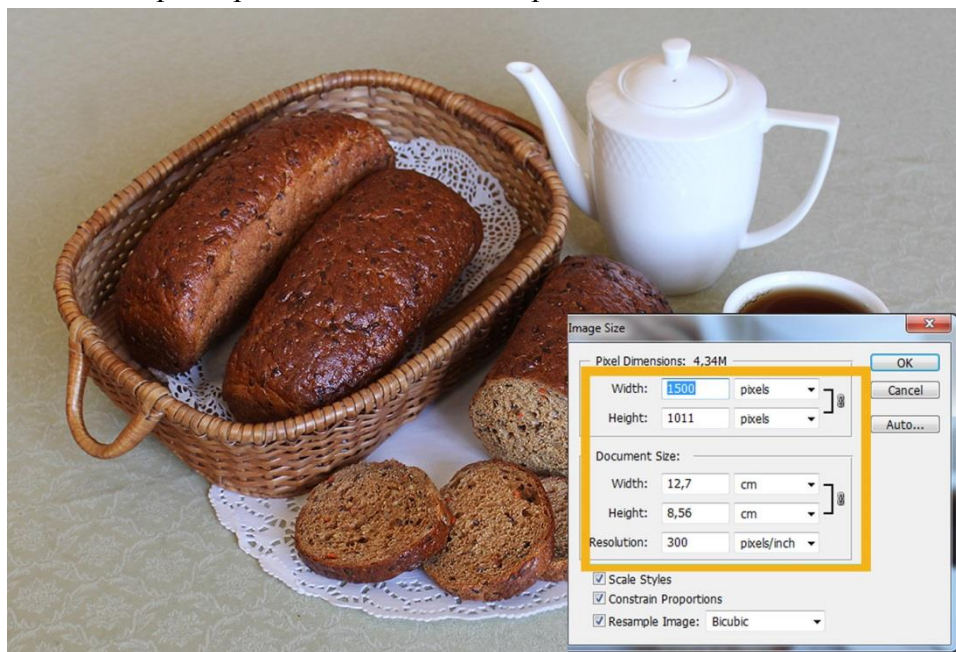 Image Size
Pixel Dimensions: 4,34M
OK
Width: 1500 pixels
Cancel
Height: 1011 pixels
Auto...
Document Size:
Width: 12,7 cm
Height: 8,56 cm
Resolution: 300 pixels/inch
Scale Styles
Constrain Proportions
Resample Image: Bicubic